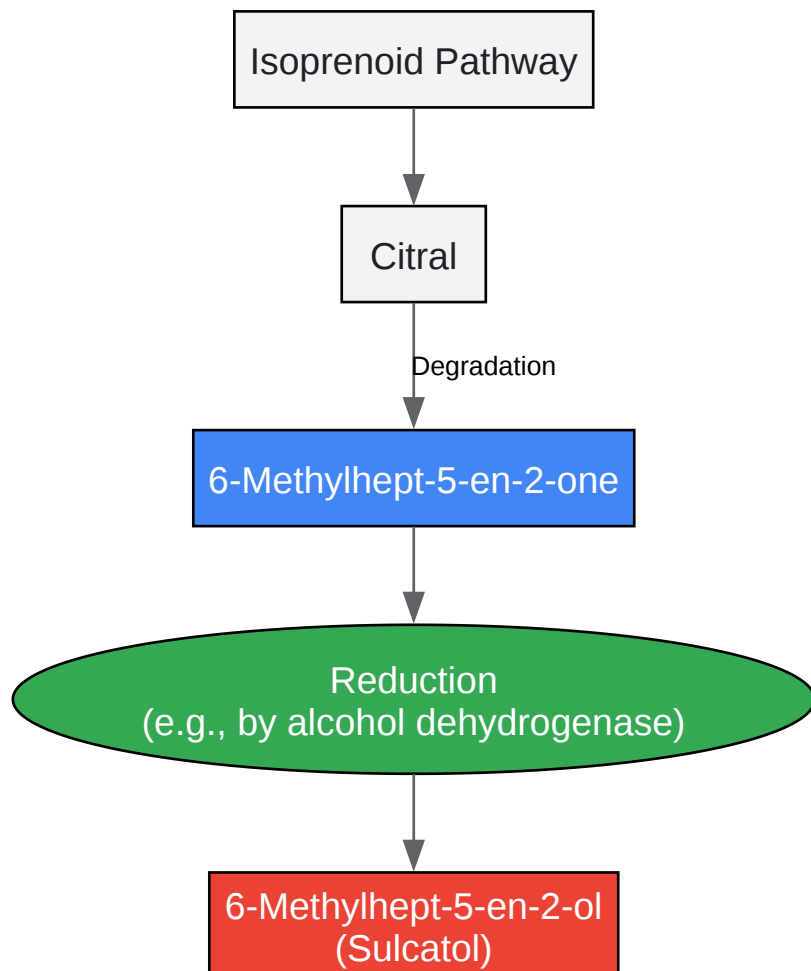 Isoprenoid Pathway
Citral
Degradation
6-Methylhept-5-en-2-one
Reduction
(e.g., by alcohol dehydrogenase)
6-Methylhept-5-en-2-ol
(Sulcatol)